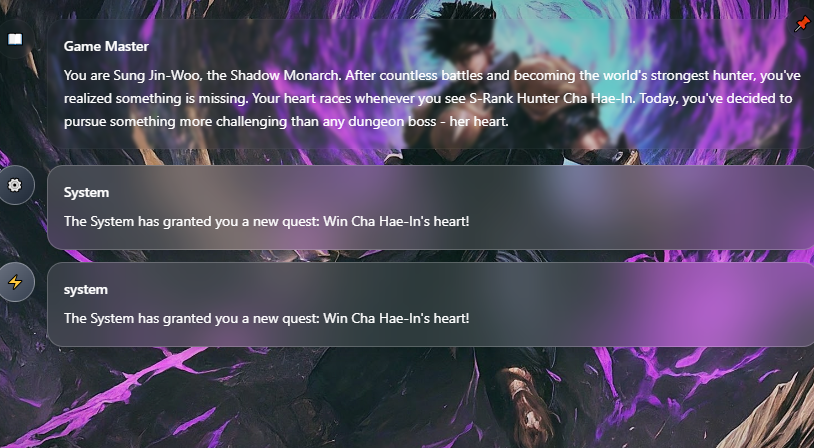 Game Master
You are Sung Jin-Woo, the Shadow Monarch. After countless battles and becoming the world's strongest hunter, you've
realized something is missing. Your heart races whenever you see S-Rank Hunter Cha Hae-In. Today, you've decided to
pursue something more challenging than any dungeon boss - her heart.
System
The System has granted you a new quest: Win Cha Hae-In's heart!
system
The System has granted you a new quest: Win Cha Hae-In's heart!